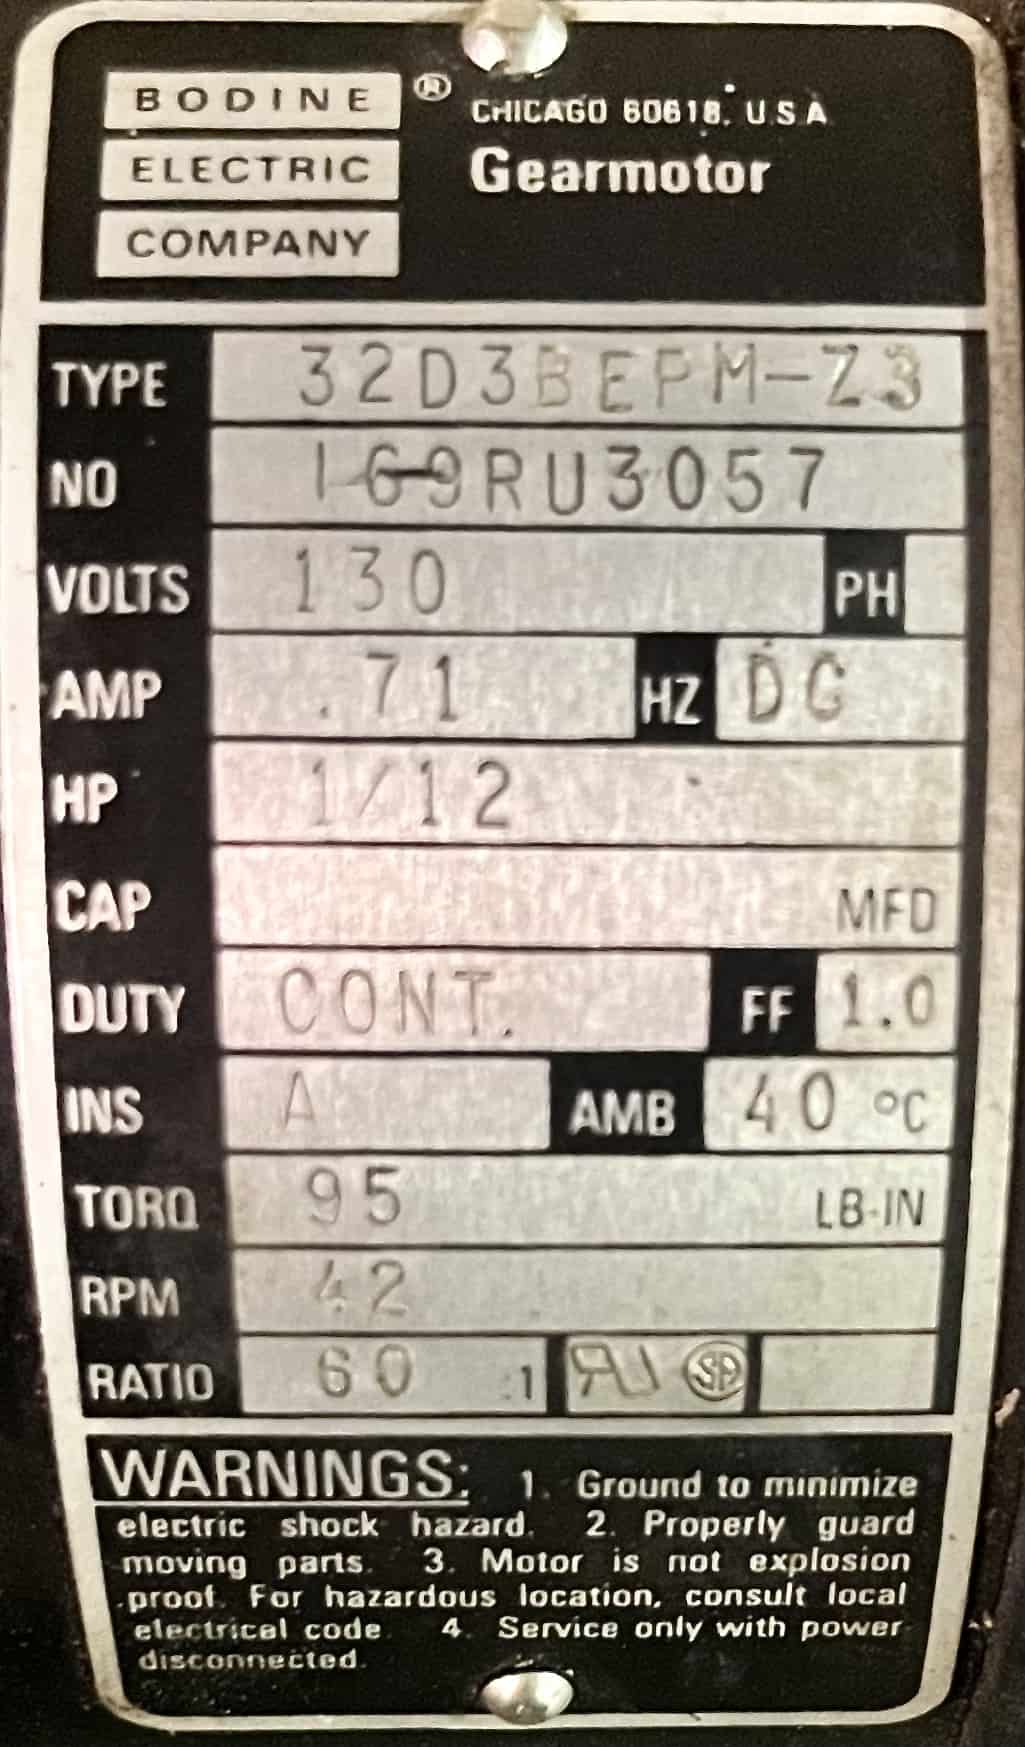 BODINE ® CHICAGO 60618, U.S.A
ELECTRIC Gearmotor
COMPANY
TYPE 32D3BEPM-Z3
NO 169RU3057
VOLTS 130 PH
AMP .71 HZ DC
HP 1/12
CAP MFD
DUTY CONT. FF 1.0
INS A AMB 40 °C
TORQ 95 LB-IN
RPM 42
RATIO 60 :1 RU SA
WARNINGS: 1. Ground to minimize
electric shock hazard. 2. Properly guard
moving parts. 3. Motor is not explosion
proof. For hazardous location, consult local
electrical code. 4. Service only with power
disconnected.